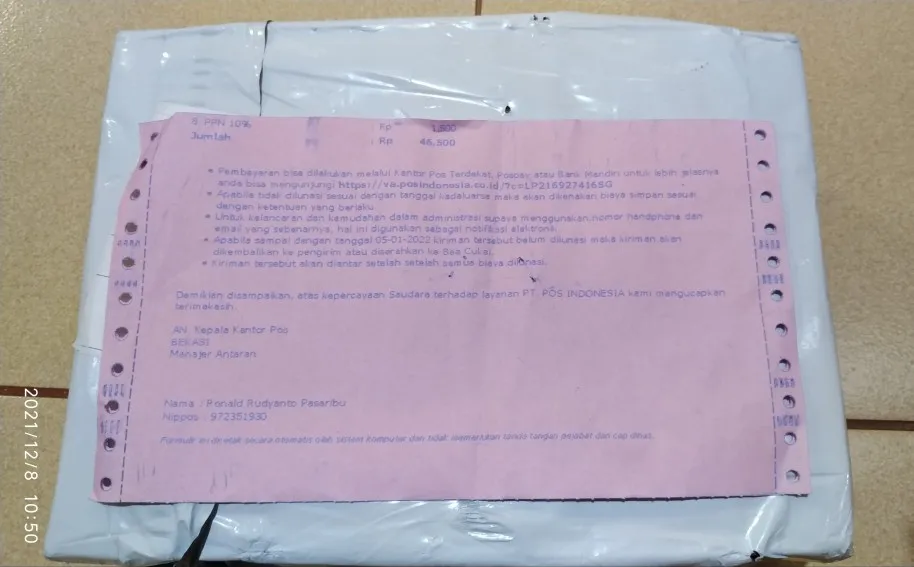 8. PPN 10% Rp 1,500
Jumlah Rp 46,500
• Pembayaran bisa dilakukan melalui Kantor Pos Terdekat, Pospay atau Bank Mandiri untuk lebih jelasnya
anda bisa mengunjungi https://va.posindonesia.co.id/?c=LP216927416SG
• Apabila tidak dilunasi sesuai dengan tanggal kadaluarsa maka akan dikenakan biaya simpan sesuai
dengan ketentuan yang berlaku.
• Untuk kelancaran dan kemudahan dalam administrasi supaya menggunakan nomor handphone dan
email yang sebenarnya, hal ini digunakan sebagai notifikasi elektronik
• Apabila sampai dengan tanggal 05-01-2022 kiriman tersebut belum dilunasi maka kiriman akan
dikembalikan ke pengirim atau diserahkan ke Bea Cukai.
• Kiriman tersebut akan diantar setelah setelah semua biaya dilunasi.
Demikian disampaikan, atas kepercayaan Saudara terhadap layanan PT. POS INDONESIA kami mengucapkan
terimakasih.
AN. Kepala Kantor Pos
BEKASI
Manajer Antaran
Nama : Ronald Rudyanto Pasaribu
Nippos : 972351930
Formulir ini dicetak secara otomatis oleh sistem komputer dan tidak memerlukan tanda tangan pejabat dan cap dinas.
2021/12/8 10:50